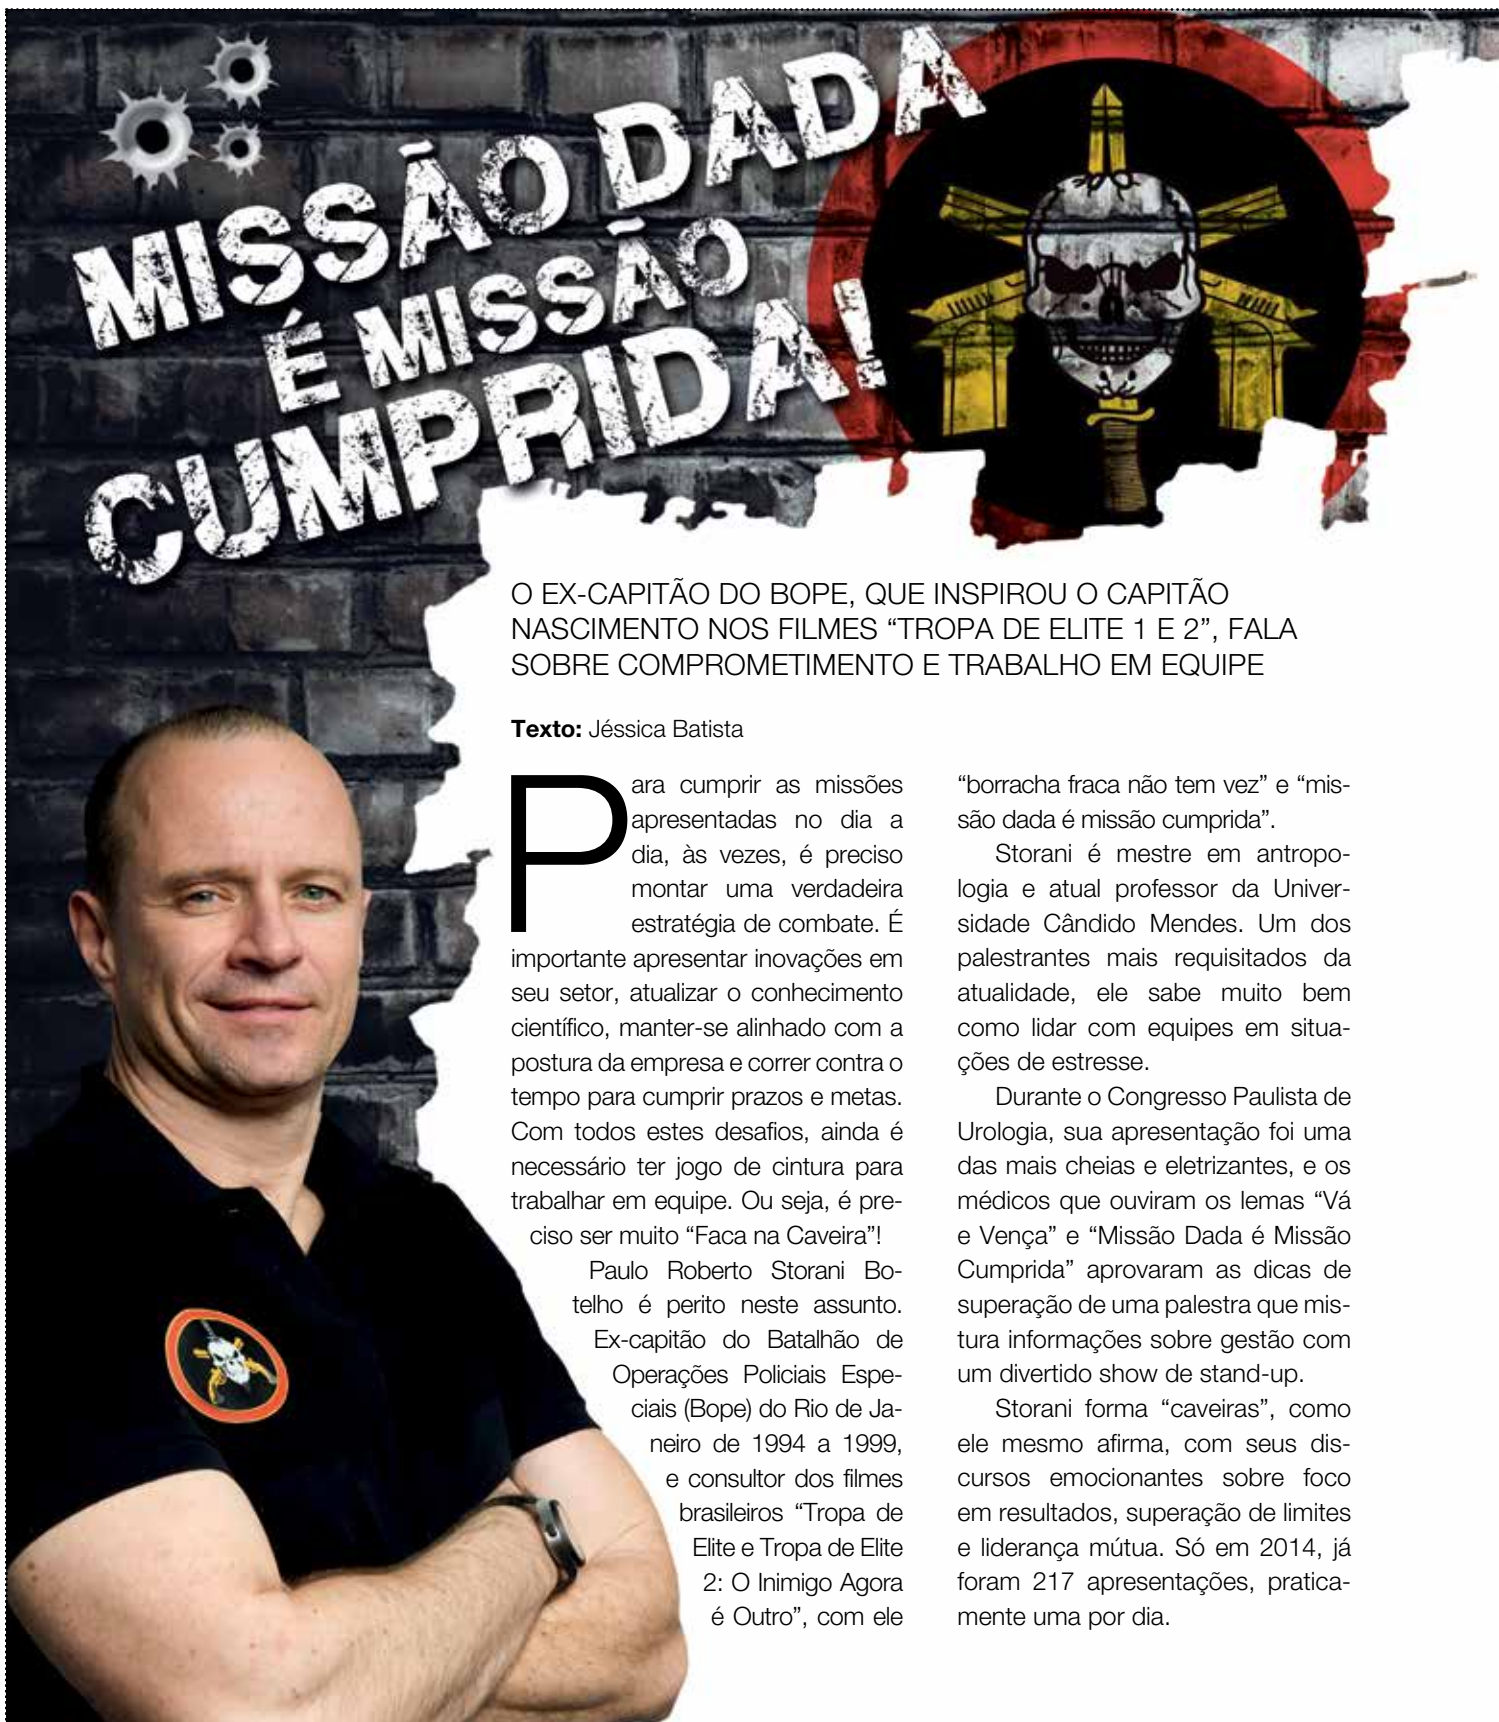 MISSÃO DADA
É MISSÃO
CUMPRIDA!
O EX-CAPITÃO DO BOPE, QUE INSPIROU O CAPITÃO
NASCIMENTO NOS FILMES “TROPA DE ELITE 1 E 2”, FALA
SOBRE COMPROMETIMENTO E TRABALHO EM EQUIPE
Texto: Jéssica Batista
Para cumprir as missões
apresentadas no dia a
dia, às vezes, é preciso
montar uma verdadeira
estratégia de combate. É
importante apresentar inovações em
seu setor, atualizar o conhecimento
científico, manter-se alinhado com a
postura da empresa e correr contra o
tempo para cumprir prazos e metas.
Com todos estes desafios, ainda é
necessário ter jogo de cintura para
trabalhar em equipe. Ou seja, é pre-
ciso ser muito “Faca na Caveira”!
Paulo Roberto Storani Bo-
telho é perito neste assunto.
Ex-capitão do Batalhão de
Operações Policiais Espe-
ciais (Bope) do Rio de Ja-
neiro de 1994 a 1999,
e consultor dos filmes
brasileiros “Tropa de
Elite e Tropa de Elite
2: O Inimigo Agora
é Outro”, com ele
“borracha fraca não tem vez” e “mis-
são dada é missão cumprida”.
Storani é mestre em antropo-
logia e atual professor da Univer-
sidade Cândido Mendes. Um dos
palestrantes mais requisitados da
atualidade, ele sabe muito bem
como lidar com equipes em situa-
ções de estresse.
Durante o Congresso Paulista de
Urologia, sua apresentação foi uma
das mais cheias e eletrizantes, e os
médicos que ouviram os lemas “Vá
e Vença” e “Missão Dada é Missão
Cumprida” aprovaram as dicas de
superação de uma palestra que mis-
tura informações sobre gestão com
um divertido show de stand-up.
Storani forma “caveiras”, como
ele mesmo afirma, com seus dis-
cursos emocionantes sobre foco
em resultados, superação de limites
e liderança mútua. Só em 2014, já
foram 217 apresentações, pratica-
mente uma por dia.